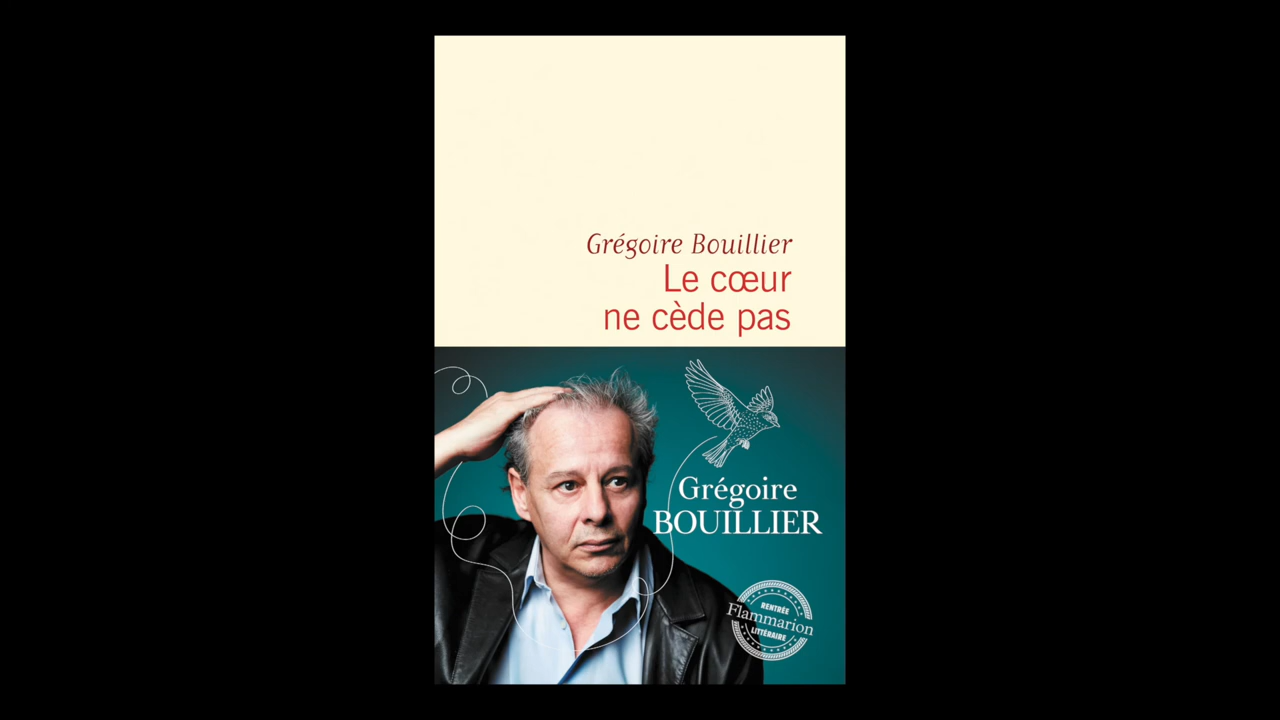 Grégoire Bouillier
Le cœur
ne cède pas
Grégoire
BOUILLIER
RENTRÉE
Flammarion
LITTÉRAIRE